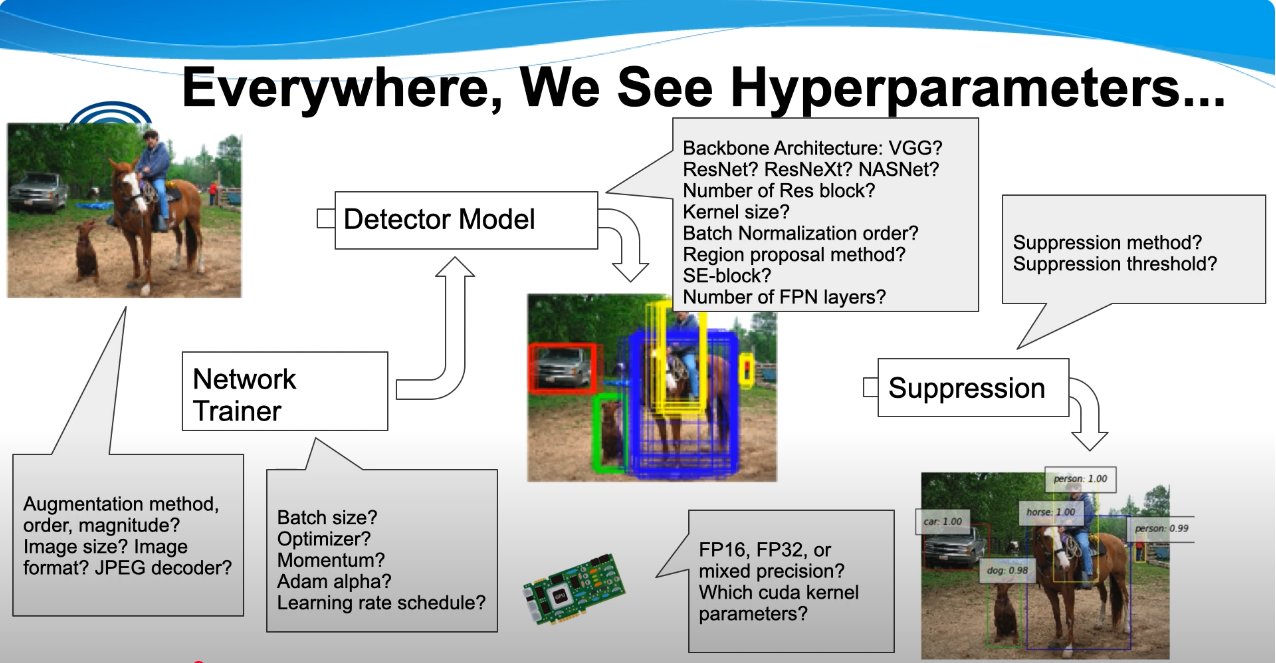 Everywhere, We See Hyperparameters...
Backbone Architecture: VGG?
ResNet? ResNeXt? NASNet?
Number of Res block?
Kernel size?
Batch Normalization order?
Region proposal method?
SE-block?
Number of FPN layers?
Detector Model
Suppression method?
Suppression threshold?
Network
Trainer
Suppression
Augmentation method,
order, magnitude?
Image size? Image
format? JPEG decoder?
Batch size?
Optimizer?
Momentum?
Adam alpha?
Learning rate schedule?
GPU
FP16, FP32, or
mixed precision?
Which cuda kernel
parameters?
person: 1.00
horse: 1.00
car: 1.00
person: 0.99
dog: 0.98